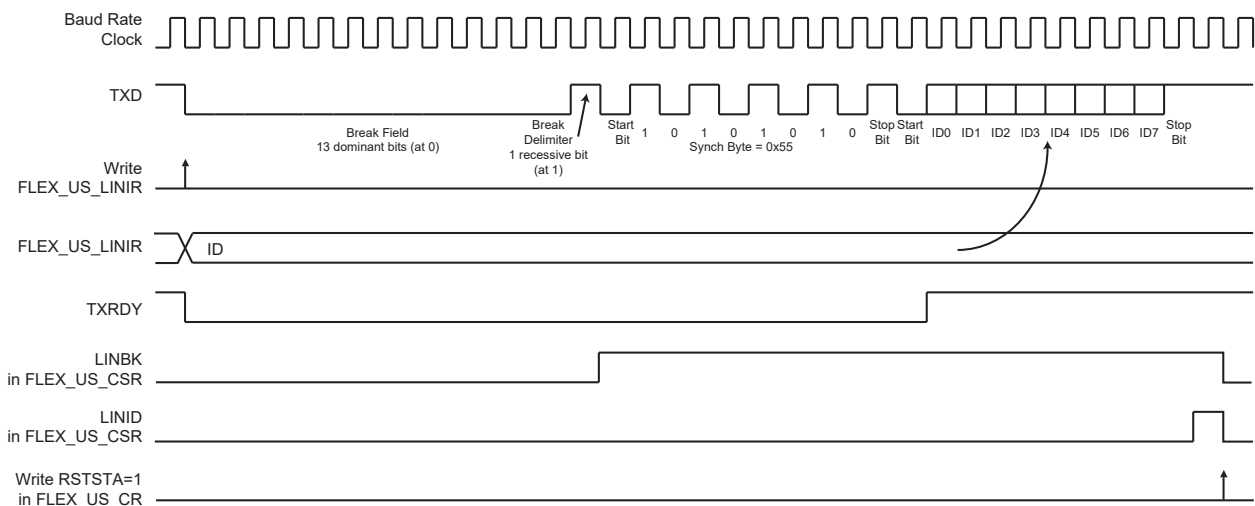 Baud Rate
Clock
TXD
Break Field
13 dominant bits (at 0)
Break
Delimiter
1 recessive bit
(at 1)
Start
Bit
1 0 1 0 1 0 1 0
Synch Byte = 0x55
Stop
Bit
Start
Bit
ID0 ID1 ID2 ID3 ID4 ID5 ID6 ID7
Stop
Bit
Write
FLEX_US_LINIR
FLEX_US_LINIR
ID
TXRDY
LINBK
in FLEX_US_CSR
LINID
in FLEX_US_CSR
Write RSTSTA=1
in FLEX_US_CR